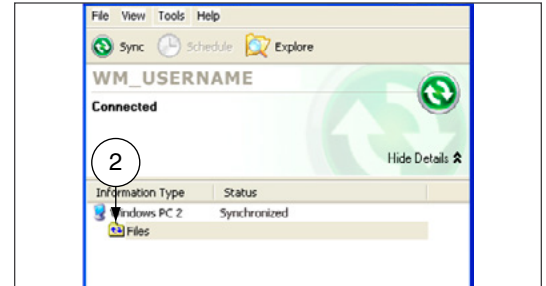 File View Tools Help
Sync Schedule Explore
WM_USERNAME
Connected
Hide Details
2
Information Type Status
Windows PC 2 Synchronized
Files